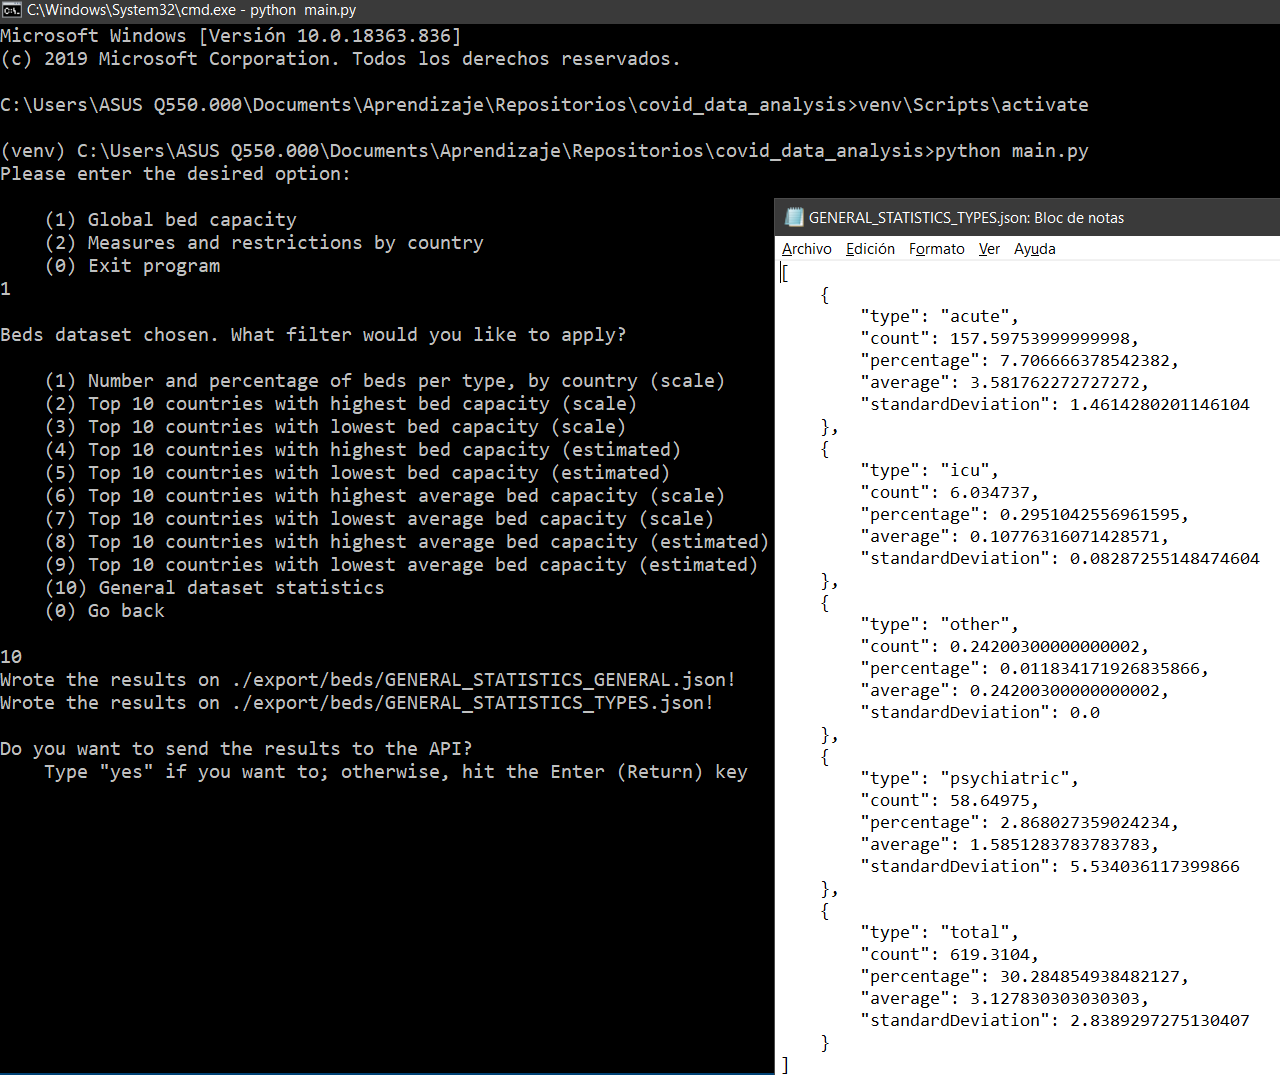 C:\Windows\System32\cmd.exe - python  main.py
Microsoft Windows [Versión 10.0.18363.836]
(c) 2019 Microsoft Corporation. Todos los derechos reservados.
C:\Users\ASUS Q550.000\Documents\Aprendizaje\Repositorios\covid_data_analysis>venv\Scripts\activate
(venv) C:\Users\ASUS Q550.000\Documents\Aprendizaje\Repositorios\covid_data_analysis>python main.py
Please enter the desired option:
(1) Global bed capacity
(2) Measures and restrictions by country
(0) Exit program
1
Beds dataset chosen. What filter would you like to apply?
(1) Number and percentage of beds per type, by country (scale)
(2) Top 10 countries with highest bed capacity (scale)
(3) Top 10 countries with lowest bed capacity (scale)
(4) Top 10 countries with highest bed capacity (estimated)
(5) Top 10 countries with lowest bed capacity (estimated)
(6) Top 10 countries with highest average bed capacity (scale)
(7) Top 10 countries with lowest average bed capacity (scale)
(8) Top 10 countries with highest average bed capacity (estimated)
(9) Top 10 countries with lowest average bed capacity (estimated)
(10) General dataset statistics
(0) Go back
10
Wrote the results on ./export/beds/GENERAL_STATISTICS_GENERAL.json!
Wrote the results on ./export/beds/GENERAL_STATISTICS_TYPES.json!
Do you want to send the results to the API?
Type "yes" if you want to; otherwise, hit the Enter (Return) key
GENERAL_STATISTICS_TYPES.json: Bloc de notas
Archivo Edición Formato Ver Ayuda
[
{
"type": "acute",
"count": 157.59753999999998,
"percentage": 7.706666378542382,
"average": 3.581762272727272,
"standardDeviation": 1.4614280201146104
},
{
"type": "icu",
"count": 6.034737,
"percentage": 0.2951042556961595,
"average": 0.10776316071428571,
"standardDeviation": 0.08287255148474604
},
{
"type": "other",
"count": 0.24200300000000002,
"percentage": 0.011834171926835866,
"average": 0.24200300000000002,
"standardDeviation": 0.0
},
{
"type": "psychiatric",
"count": 58.64975,
"percentage": 2.868027359024234,
"average": 1.5851283783783783,
"standardDeviation": 5.534036117399866
},
{
"type": "total",
"count": 619.3104,
"percentage": 30.284854938482127,
"average": 3.127830303030303,
"standardDeviation": 2.8389297275130407
}
]